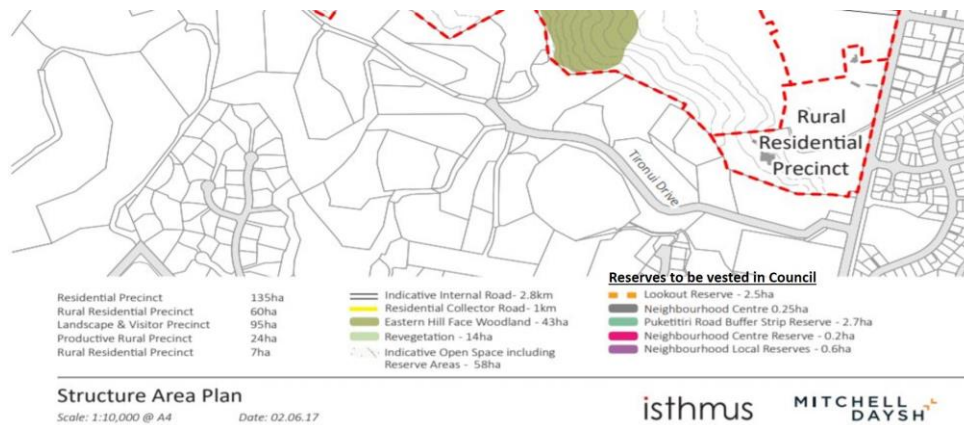 Rural
Residential
Precinct
Tironui Drive
Residential Precinct 135ha
Rural Residential Precinct 60ha
Landscape & Visitor Precinct 95ha
Productive Rural Precinct 24ha
Rural Residential Precinct 7ha
Indicative Internal Road- 2.8km
Residential Collector Road- 1km
Eastern Hill Face Woodland - 43ha
Revegetation - 14ha
Indicative Open Space including
Reserve Areas - 58ha
Reserves to be vested in Council
Lookout Reserve - 2.5ha
Neighbourhood Centre 0.25ha
Puketitiri Road Buffer Strip Reserve - 2.7ha
Neighbourhood Centre Reserve - 0.2ha
Neighbourhood Local Reserves - 0.6ha
Structure Area Plan
Scale: 1:10,000 @ A4 Date: 02.06.17
isthmus
MITCHELL
DAYSH